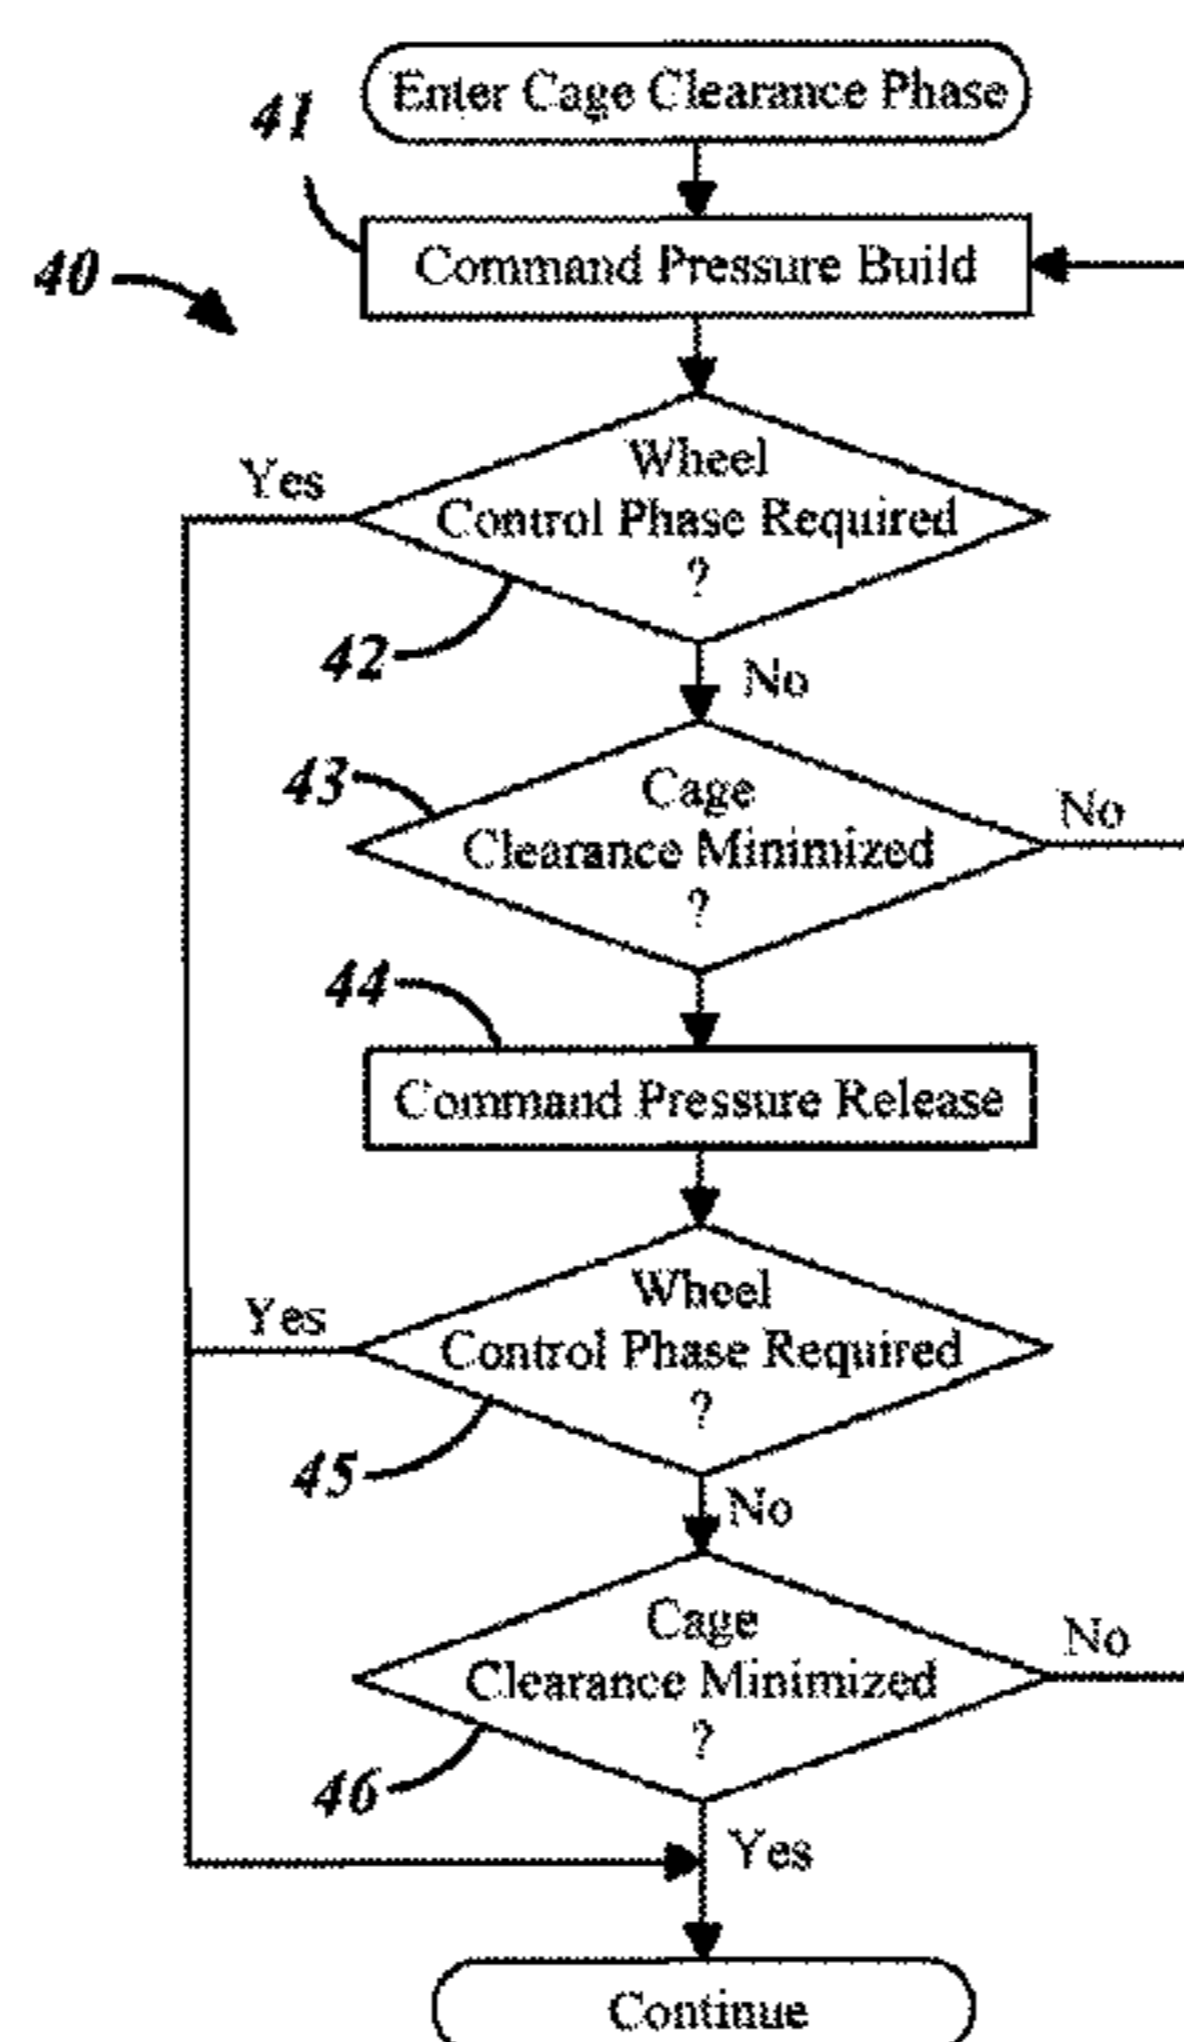 Enter Cage Clearance Phase
41
Command Pressure Build
40
Wheel
Control Phase Required
?
Yes
42
No
43
Cage
Clearance Minimized
?
No
44
Command Pressure Release
Wheel
Control Phase Required
?
Yes
45
No
Cage
Clearance Minimized
?
No
46
Yes
Continue